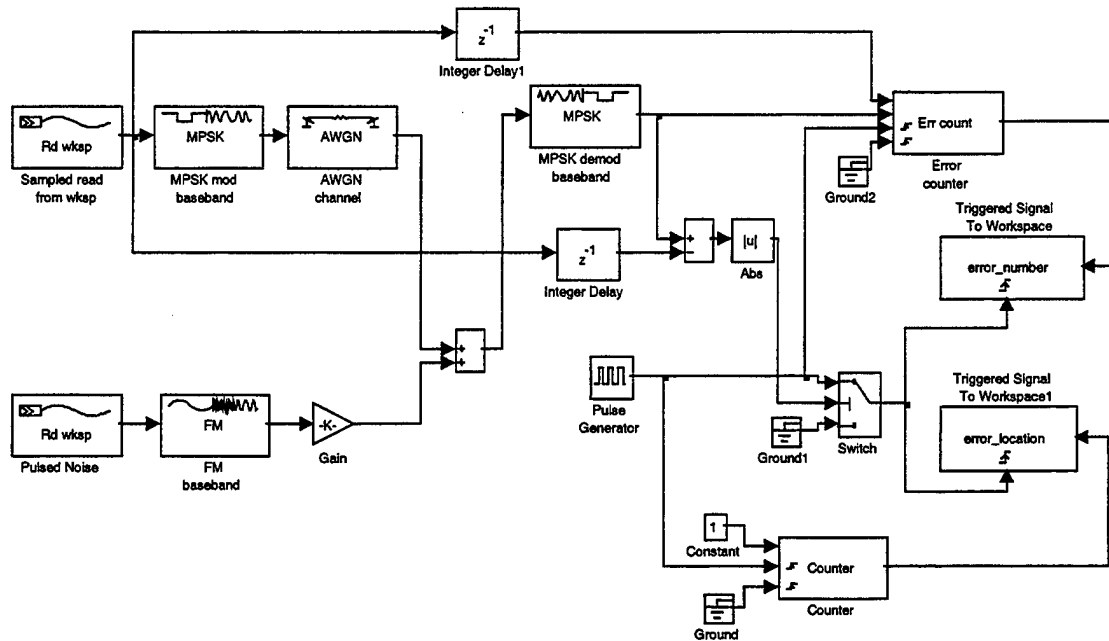 z-1
Integer Delay1
Rd wksp
Sampled read
from wksp
MPSK
MPSK mod
baseband
AWGN
AWGN
channel
MPSK
MPSK demod
baseband
Err count
Error
counter
Ground2
Triggered Signal
To Workspace
error_number
z-1
Integer Delay
+
−
|u|
Abs
+
+
Rd wksp
Pulsed Noise
FM
FM
baseband
-K-
Gain
Pulse
Generator
Ground1
Switch
Triggered Signal
To Workspace1
error_location
1
Constant
Counter
Counter
Ground